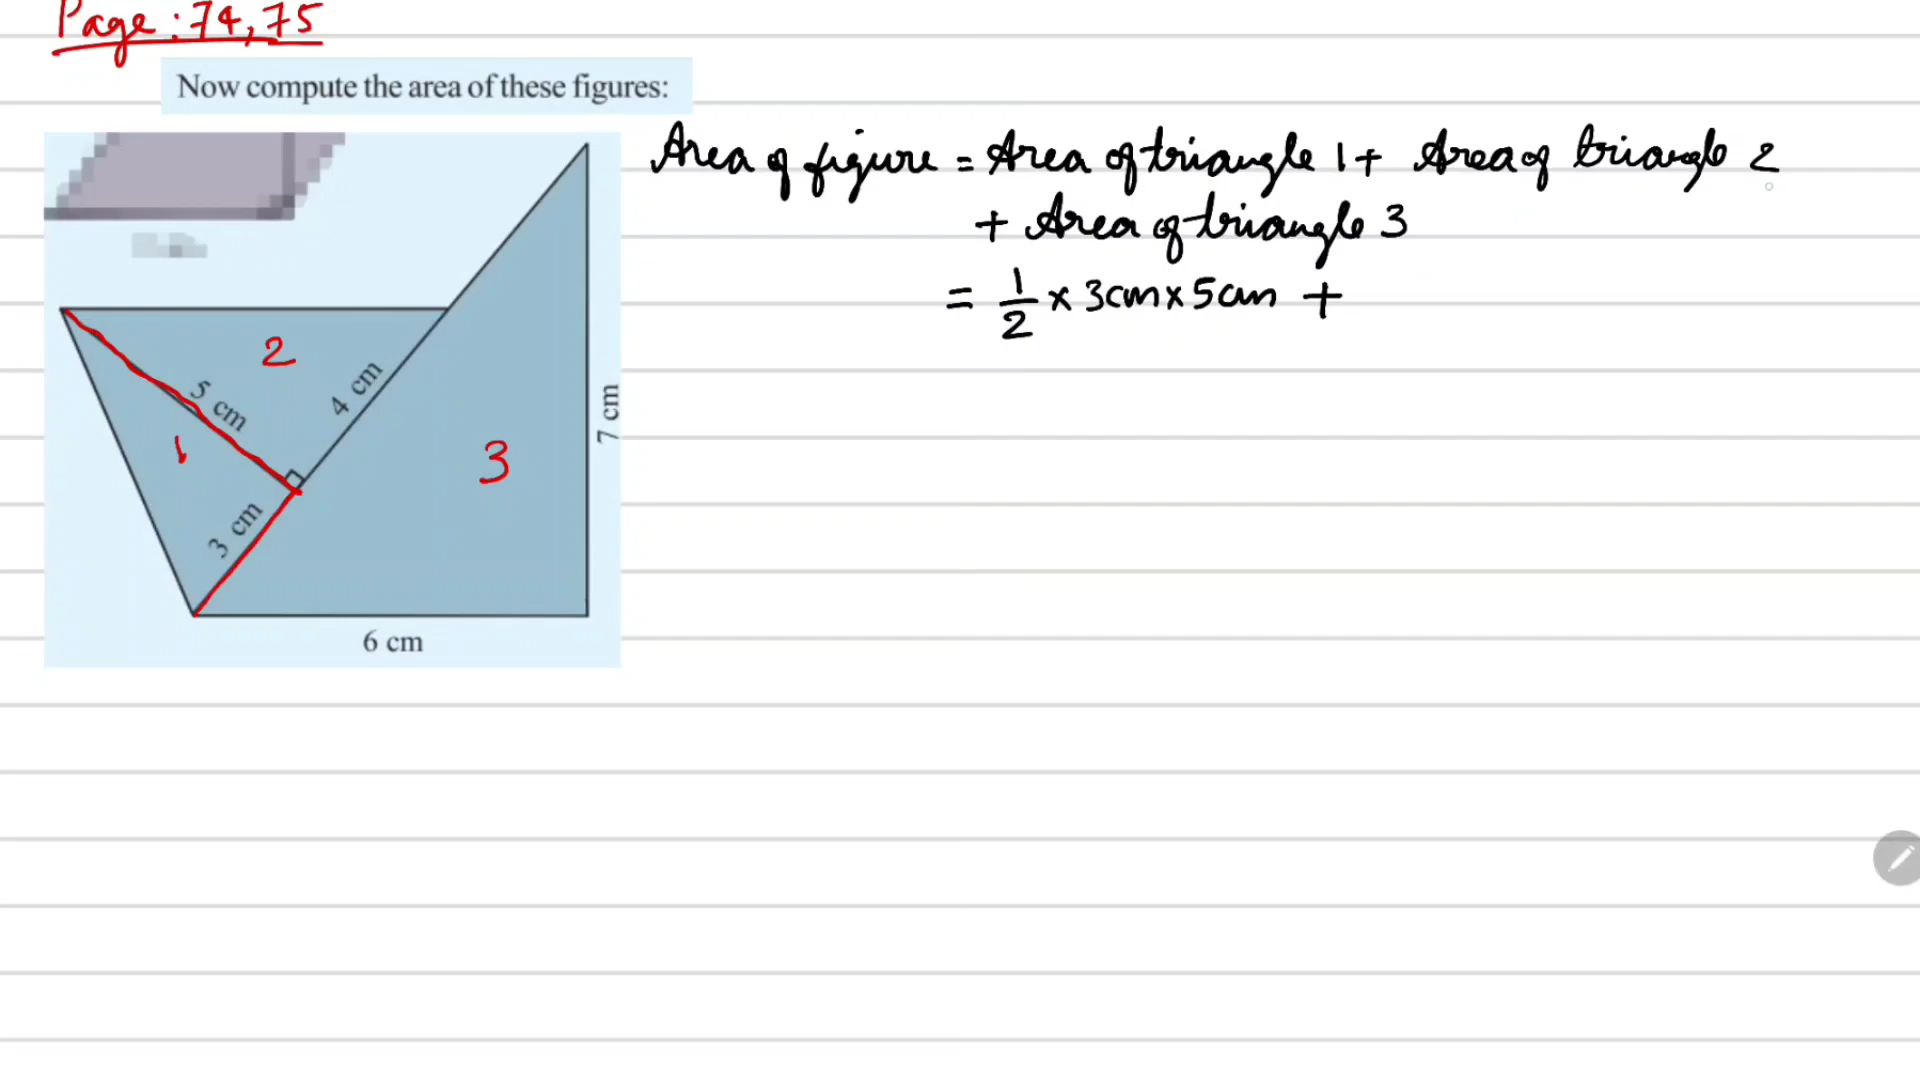 Page : 74, 75
Now compute the area of these figures:
Area of figure = Area of triangle 1 + Area of triangle 2
+ Area of triangle 3
= 1/2 × 3cm × 5cm +
2
5 cm
4 cm
7 cm
1
3
3 cm
6 cm